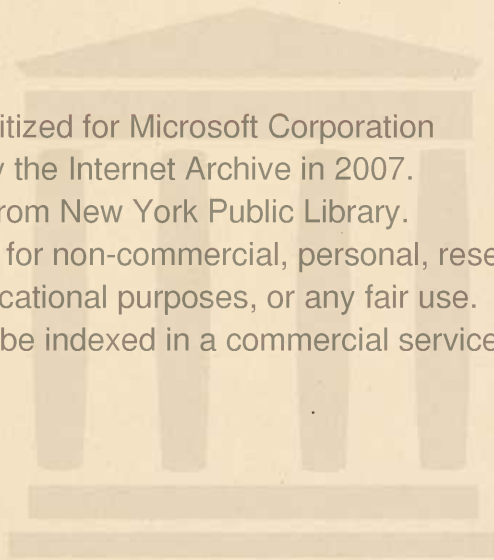 itized for Microsoft Corporation
the Internet Archive in 2007.
rom New York Public Library.
for non-commercial, personal, rese
cational purposes, or any fair use.
be indexed in a commercial service